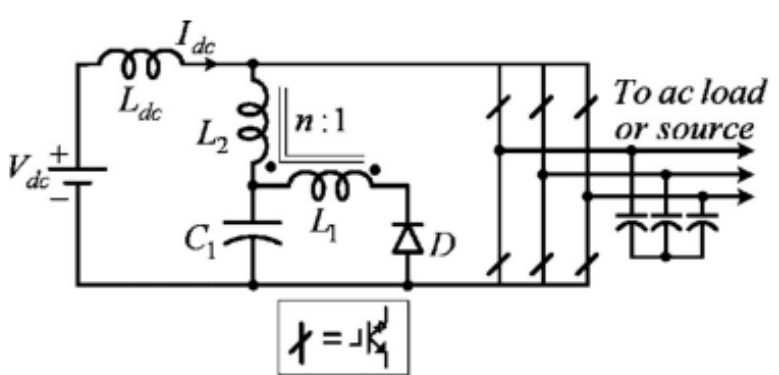 I_dc
L_dc
n:1
To ac load
or source
L_2
V_dc
+
−
C_1
L_1
D
=